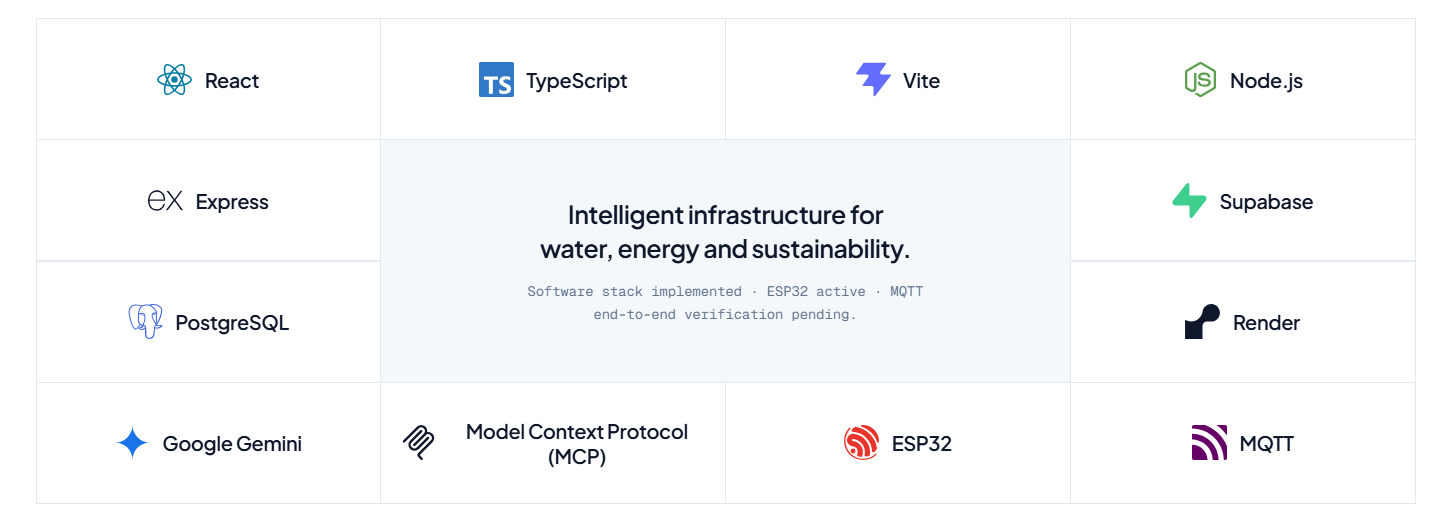 React
TypeScript
Vite
Node.js
Express
Intelligent infrastructure for
water, energy and sustainability.
Software stack implemented · ESP32 active · MQTT
end-to-end verification pending.
Supabase
PostgreSQL
Render
Google Gemini
Model Context Protocol
(MCP)
ESP32
MQTT